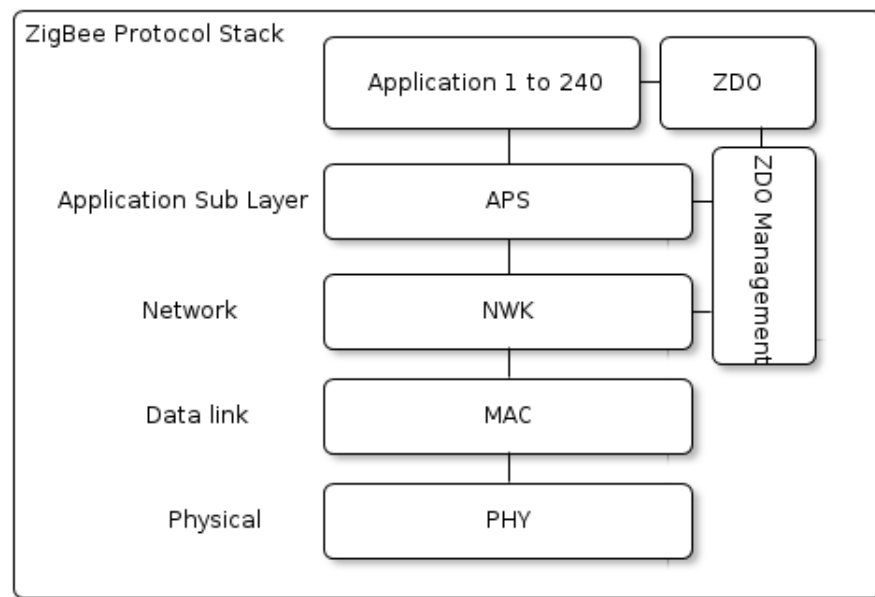 ZigBee Protocol Stack
Application 1 to 240
ZDO
Application Sub Layer
APS
ZDO Management
Network
NWK
Data link
MAC
Physical
PHY